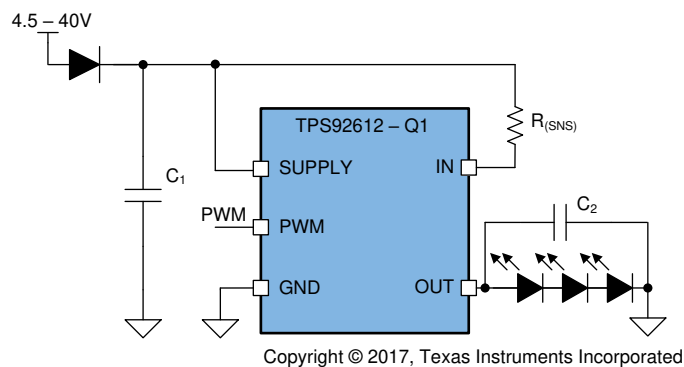 4.5 – 40V
TPS92612 – Q1
R(SNS)
SUPPLY
IN
C1
C2
PWM
PWM
GND
OUT
Copyright © 2017, Texas Instruments Incorporated